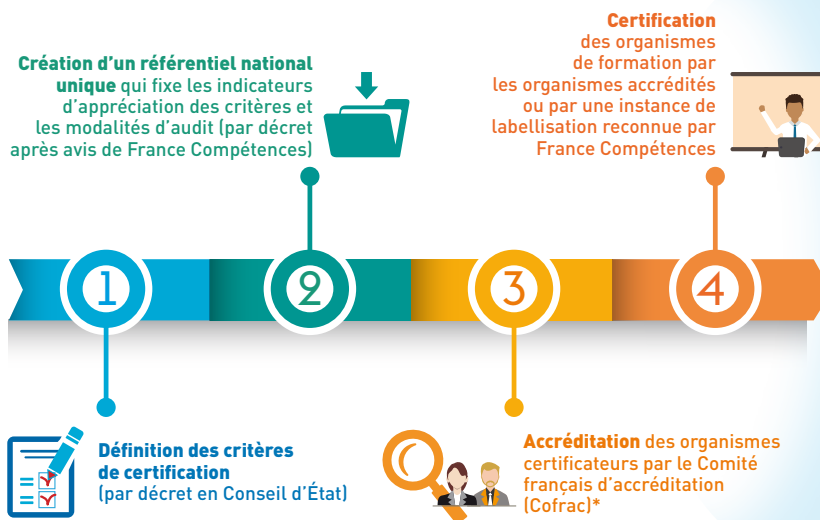 Création d'un référentiel national
unique qui fixe les indicateurs
d'appréciation des critères et
les modalités d'audit (par décret
après avis de France Compétences)
Certification
des organismes
de formation par
les organismes accrédités
ou par une instance de
labellisation reconnue par
France Compétences
1
2
3
4
Définition des critères
de certification
(par décret en Conseil d'État)
Accréditation des organismes
certificateurs par le Comité
français d'accréditation
(Cofrac)*